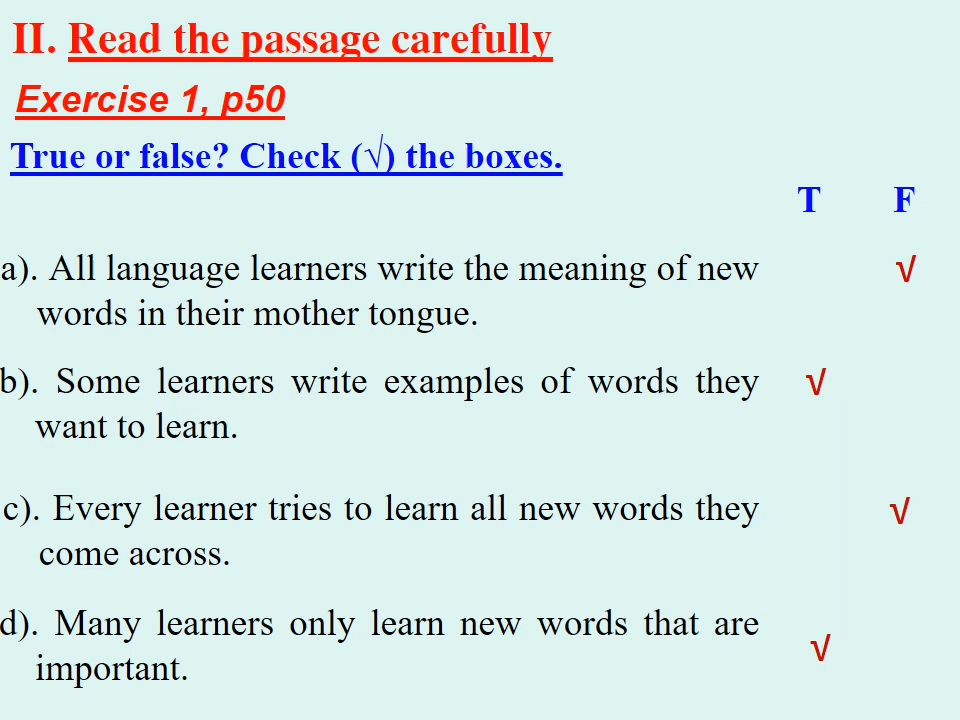 II. Read the passage carefully
Exercise 1, p50
True or false? Check (√) the boxes.
T F
a). All language learners write the meaning of new √
words in their mother tongue.
b). Some learners write examples of words they √
want to learn.
c). Every learner tries to learn all new words they √
come across.
d). Many learners only learn new words that are
important. √